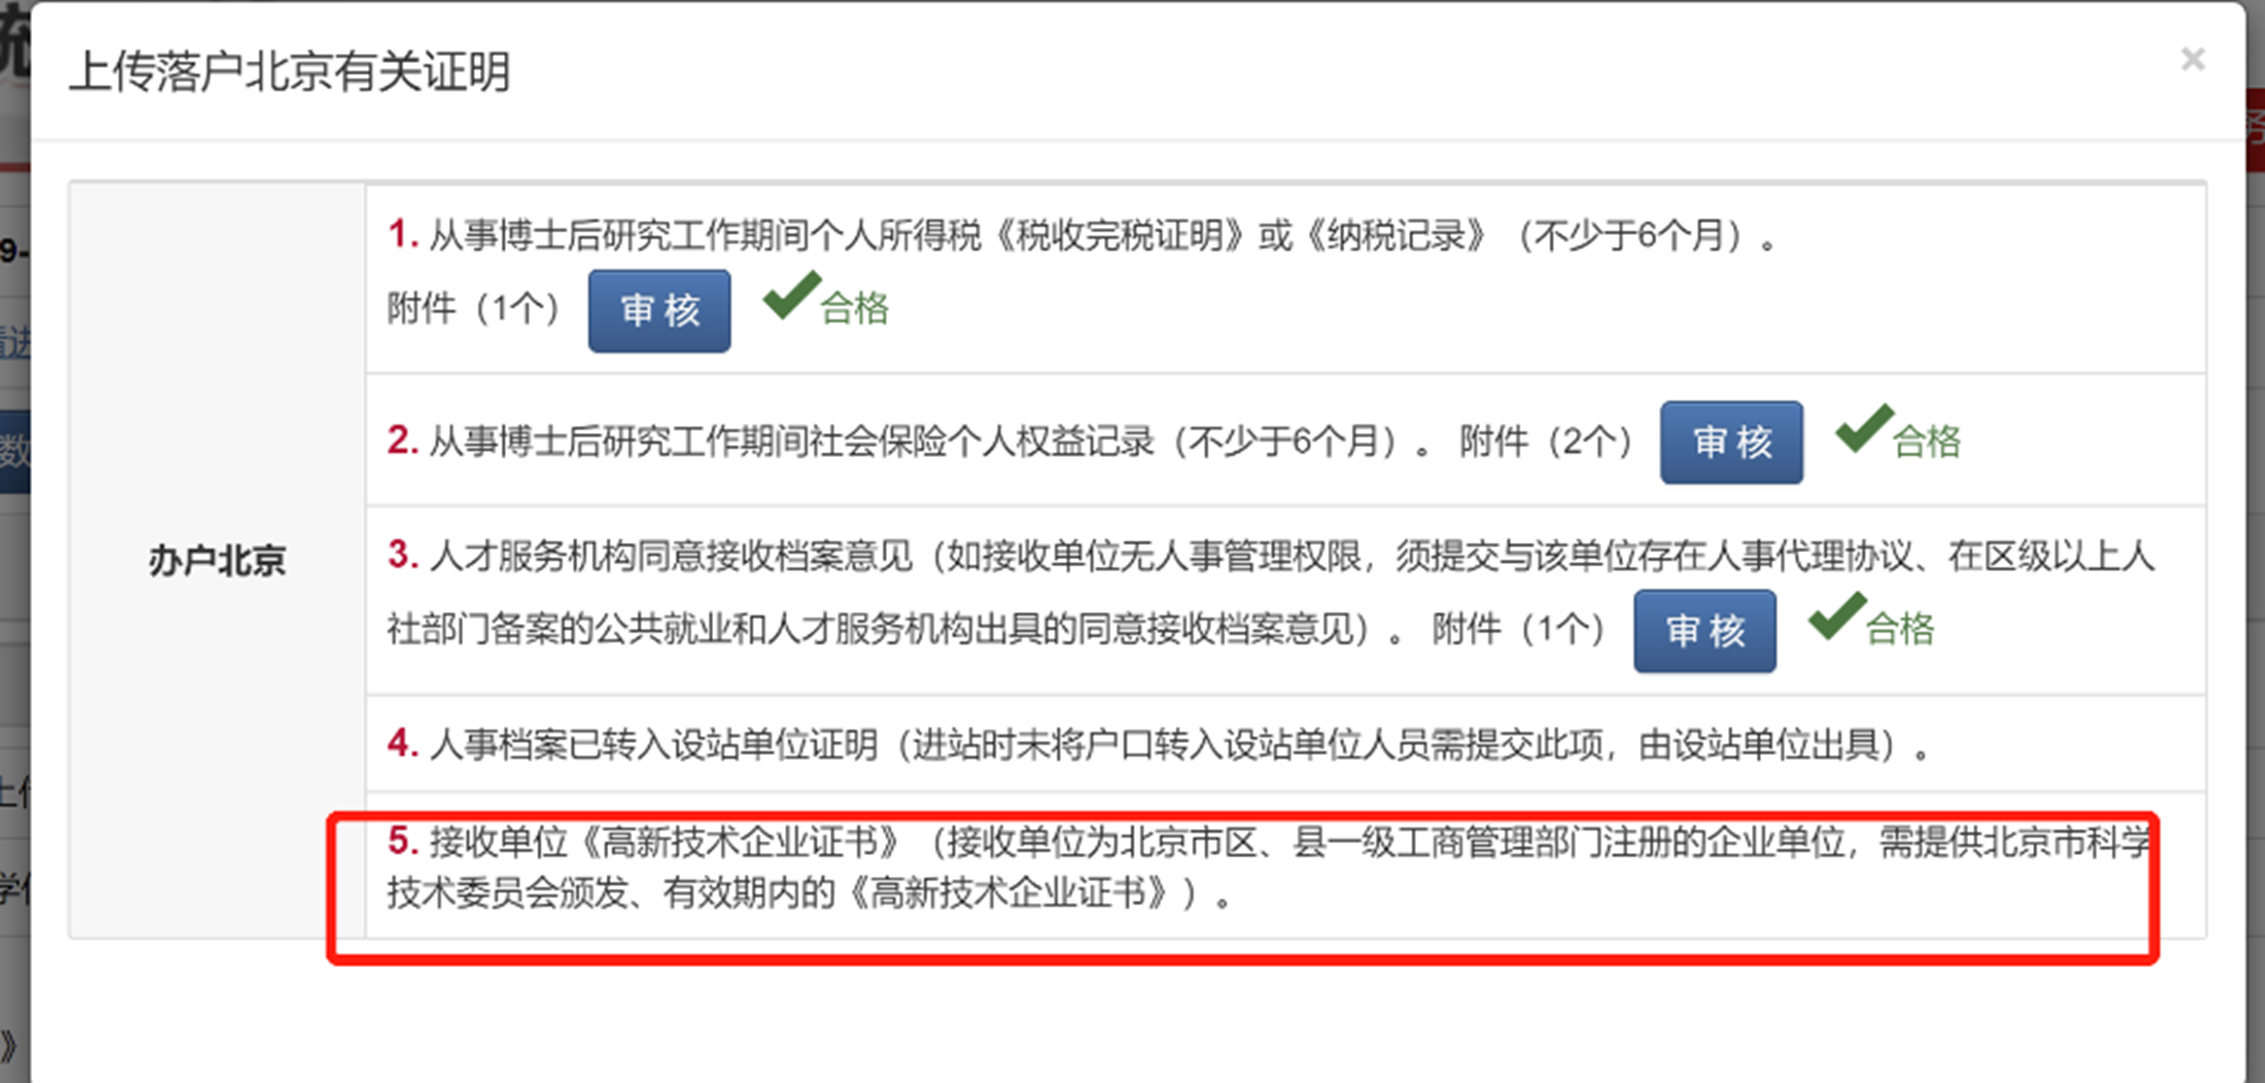 上传落户北京有关证明
×
1. 从事博士后研究工作期间个人所得税《税收完税证明》或《纳税记录》（不少于6个月）。
附件（1个） 审 核 合格
2. 从事博士后研究工作期间社会保险个人权益记录（不少于6个月）。 附件（2个） 审 核 合格
办户北京
3. 人才服务机构同意接收档案意见（如接收单位无人事管理权限，须提交与该单位存在人事代理协议、在区级以上人
社部门备案的公共就业和人才服务机构出具的同意接收档案意见）。 附件（1个） 审 核 合格
4. 人事档案已转入设站单位证明（进站时未将户口转入设站单位人员需提交此项，由设站单位出具）。
5. 接收单位《高新技术企业证书》（接收单位为北京市区、县一级工商管理部门注册的企业单位，需提供北京市科学
技术委员会颁发、有效期内的《高新技术企业证书》）。
9-
数
上传
》